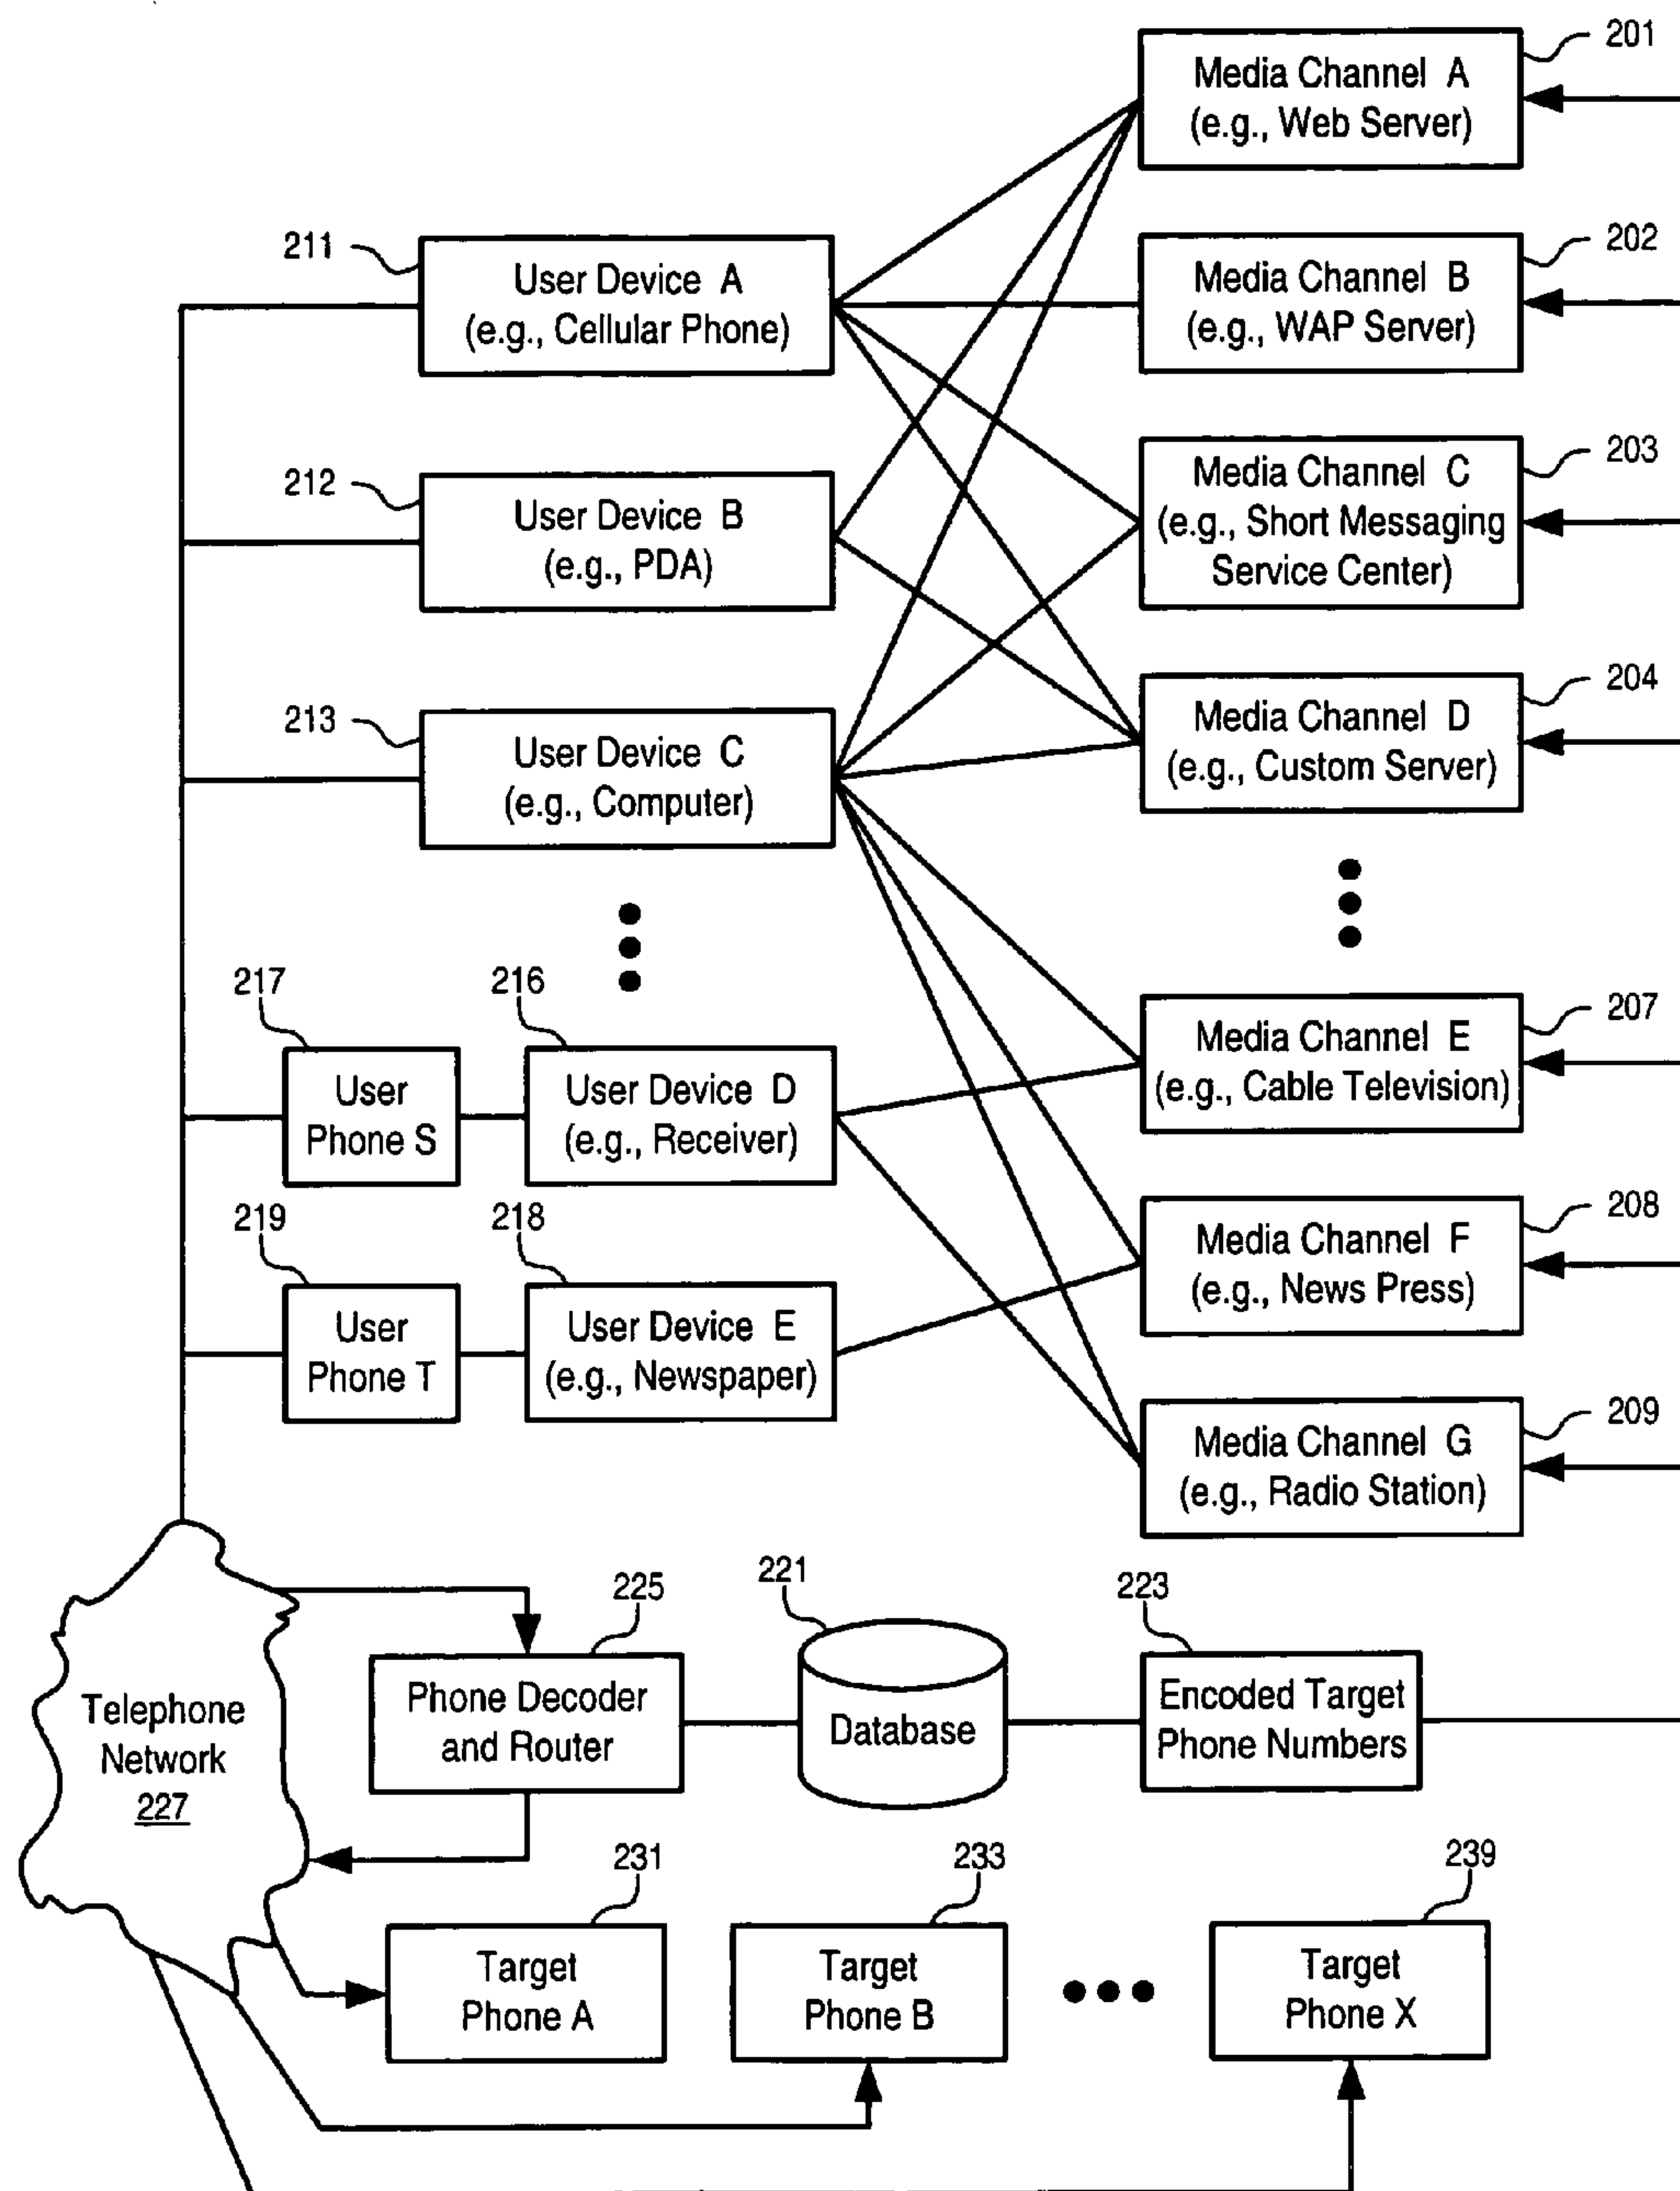 201
Media Channel A
(e.g., Web Server)
202
211
User Device A
(e.g., Cellular Phone)
Media Channel B
(e.g., WAP Server)
203
212
User Device B
(e.g., PDA)
Media Channel C
(e.g., Short Messaging
Service Center)
204
213
User Device C
(e.g., Computer)
Media Channel D
(e.g., Custom Server)
217
216
207
User
Phone S
User Device D
(e.g., Receiver)
Media Channel E
(e.g., Cable Television)
219
218
208
User
Phone T
User Device E
(e.g., Newspaper)
Media Channel F
(e.g., News Press)
209
Media Channel G
(e.g., Radio Station)
225
221
223
Telephone
Network
227
Phone Decoder
and Router
Database
Encoded Target
Phone Numbers
231
233
239
Target
Phone A
Target
Phone B
Target
Phone X